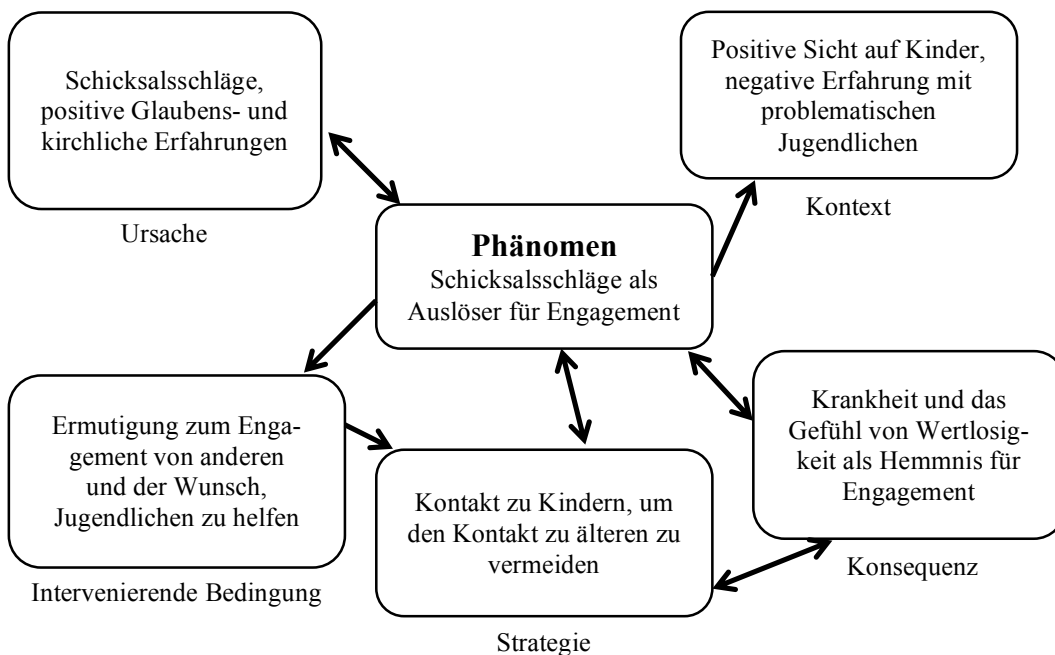 Schicksalsschläge,
positive Glaubens- und
kirchliche Erfahrungen
Ursache
Positive Sicht auf Kinder,
negative Erfahrung mit
problematischen
Jugendlichen
Kontext
Phänomen
Schicksalsschläge als
Auslöser für Engagement
Ermutigung zum Enga-
gement von anderen
und der Wunsch,
Jugendlichen zu helfen
Intervenierende Bedingung
Kontakt zu Kindern, um
den Kontakt zu älteren zu
vermeiden
Strategie
Krankheit und das
Gefühl von Wertlosig-
keit als Hemmnis für
Engagement
Konsequenz